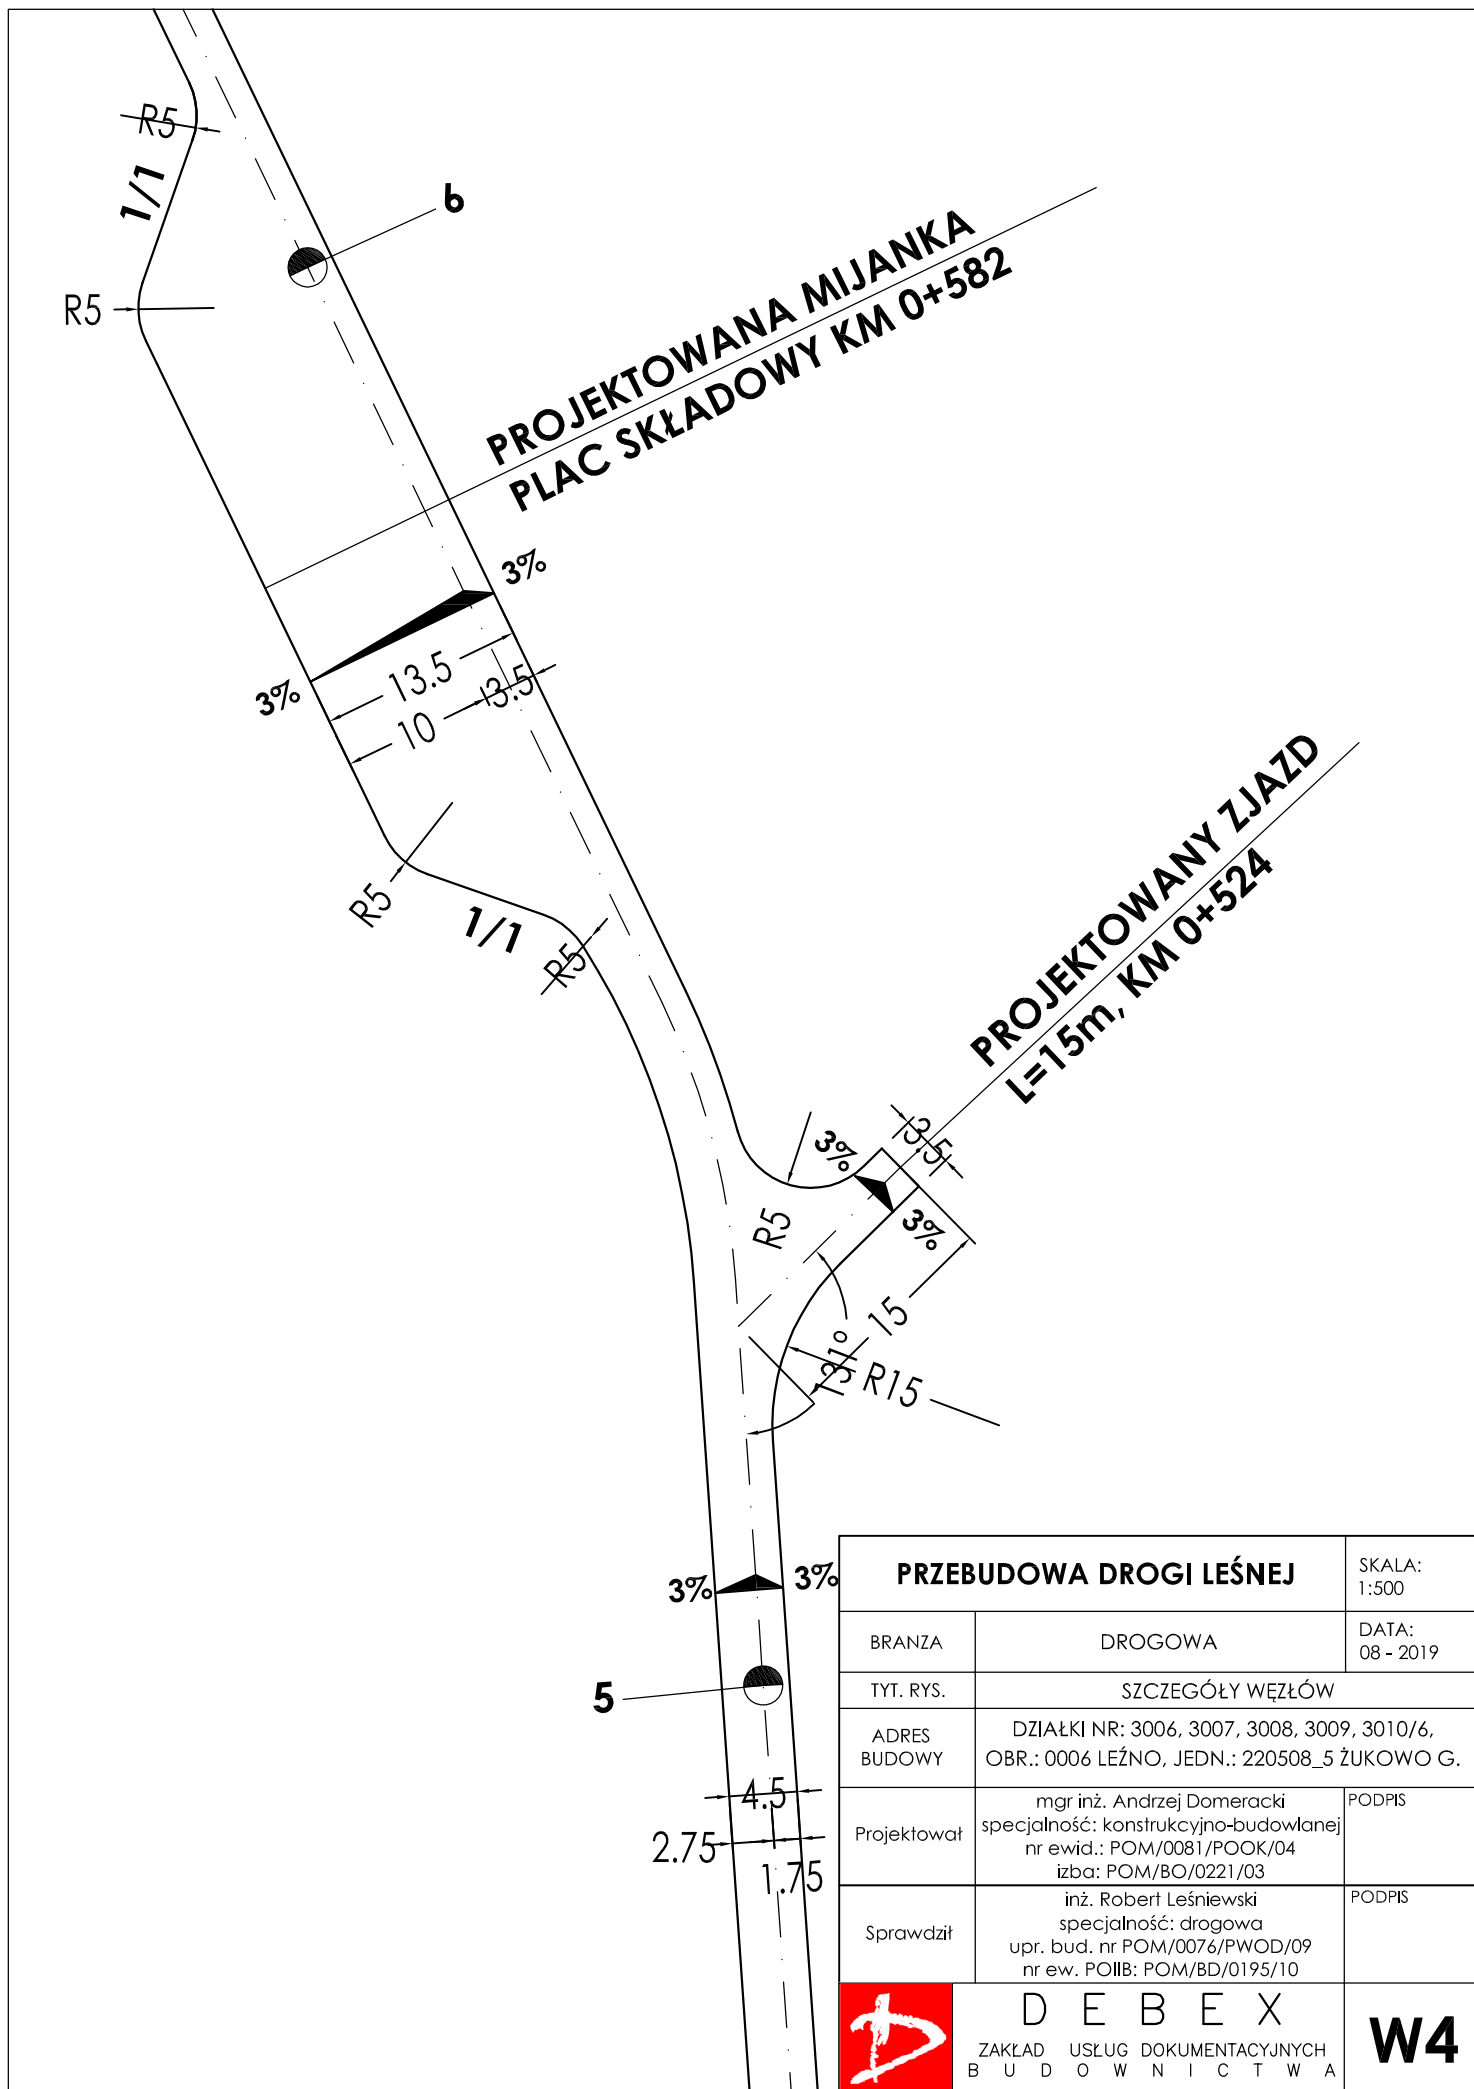 R5
1/1
6
R5
PROJEKTOWANA MIJANKA
PLAC SKŁADOWY KM 0+582
3%
3%
13.5
3.5
10
R5
1/1
R5
PROJEKTOWANY ZJAZD
L=15m, KM 0+524
3.5
3%
3%
R5
15
131°
R15
3%
3%
5
4.5
2.75
1.75
PRZEBUDOWA DROGI LEŚNEJ
SKALA:
1:500
BRANZA
DROGOWA
DATA:
08 - 2019
TYT. RYS.
SZCZEGÓŁY WĘZŁÓW
ADRES
BUDOWY
DZIAŁKI NR: 3006, 3007, 3008, 3009, 3010/6,
OBR.: 0006 LEŹNO, JEDN.: 220508_5 ŻUKOWO G.
Projektował
mgr inż. Andrzej Domeracki
specjalność: konstrukcyjno-budowlanej
nr ewid.: POM/0081/POOK/04
izba: POM/BO/0221/03
PODPIS
Sprawdził
inż. Robert Leśniewski
specjalność: drogowa
upr. bud. nr POM/0076/PWOD/09
nr ew. POIIB: POM/BD/0195/10
PODPIS
D E B E X
ZAKŁAD USŁUG DOKUMENTACYJNYCH
B U D O W N I C T W A
W4